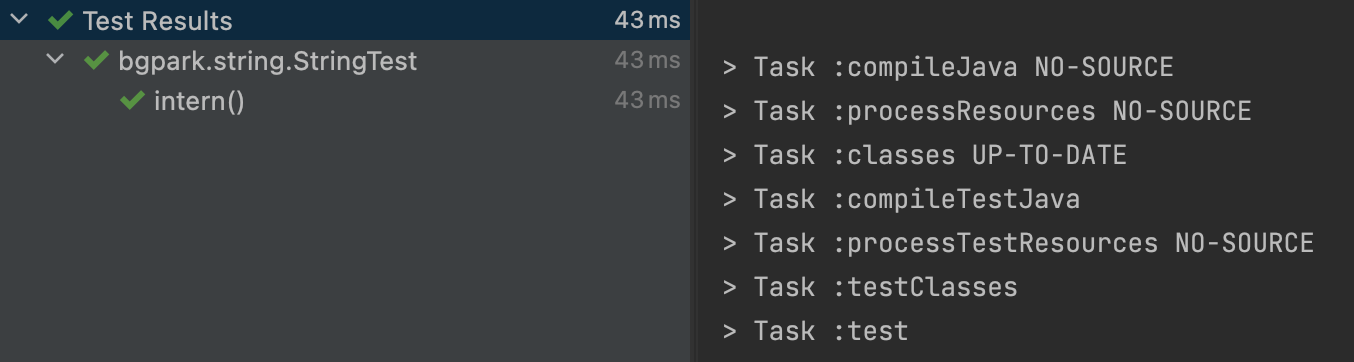 Test Results 43 ms
bgpark.string.StringTest 43 ms
intern() 43 ms
> Task :compileJava NO-SOURCE
> Task :processResources NO-SOURCE
> Task :classes UP-TO-DATE
> Task :compileTestJava
> Task :processTestResources NO-SOURCE
> Task :testClasses
> Task :test